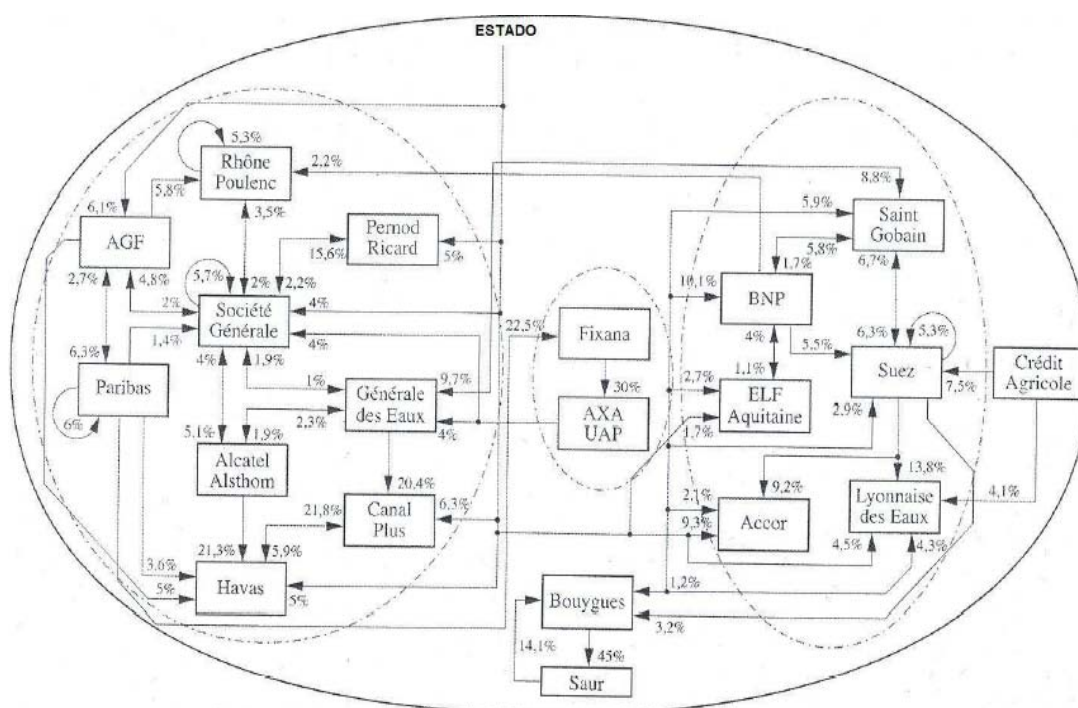 ESTADO
5,3%
Rhône
Poulenc
2,2%
5,8%
3,5%
6,1%
AGF
2,7%
4,8%
Pernod
Ricard
15,6%
5%
5,7%
2%
2,2%
2%
Société
Générale
4%
4%
1,4%
4%
1,9%
6,3%
Paribas
6%
1%
Générale
des Eaux
9,7%
2,3%
4%
5,1%
1,9%
Alcatel
Alsthom
20,4%
Canal
Plus
21,8%
6,3%
21,3%
5,9%
3,6%
5%
Havas
5%
22,5%
Fixana
30%
AXA
UAP
8,8%
5,9%
Saint
Gobain
5,8%
1,7%
6,7%
10,1%
BNP
4%
5,5%
6,3%
5,3%
Suez
7,5%
Crédit
Agricole
1,1%
2,7%
ELF
Aquitaine
1,7%
2,9%
13,8%
9,2%
4,1%
2,1%
9,3%
Accor
Lyonnaise
des Eaux
4,5%
4,3%
1,2%
Bouygues
3,2%
14,1%
45%
Saur